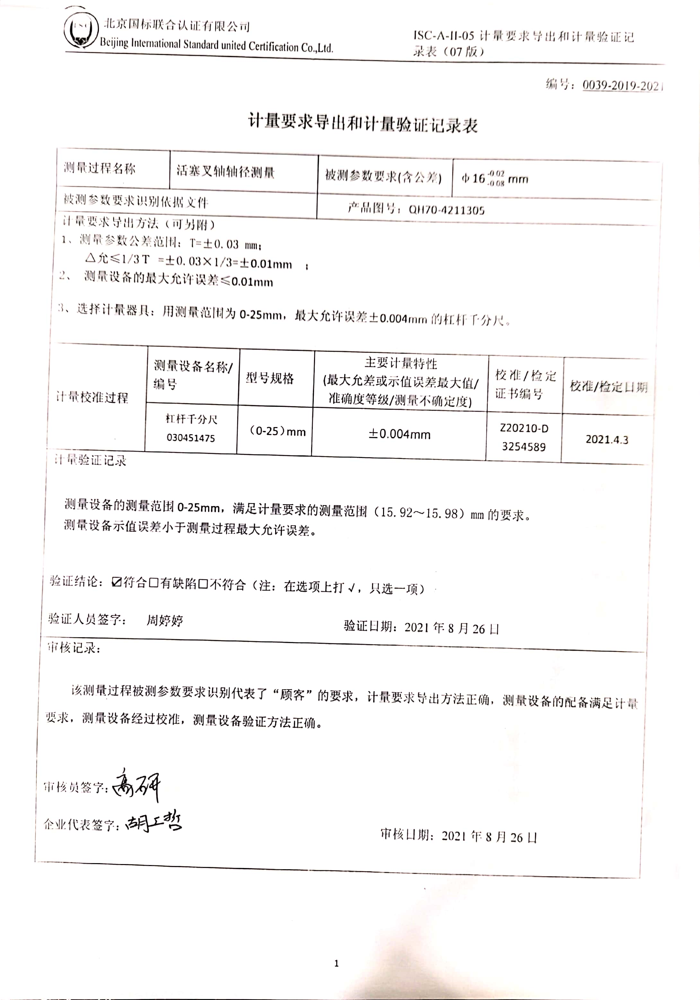 ISC
北京国标联合认证有限公司
Beijing International Standard united Certification Co.,Ltd.
ISC-A-II-05 计量要求导出和计量验证记
录表（07 版）
编号：0039-2019-2021
计量要求导出和计量验证记录表
测量过程名称 活塞叉轴轴径测量 被测参数要求(含公差) ф16 -0.02 -0.08 mm
被测参数要求识别依据文件 产品图号：QH70-4211305
计量要求导出方法（可另附）
1、测量参数公差范围：T=±0.03 mm；
△允≤1/3T =±0.03×1/3=±0.01mm ；
2、 测量设备的最大允许误差≤0.01mm
3、选择计量器具：用测量范围为 0-25mm，最大允许误差±0.004mm 的杠杆千分尺。
计量校准过程
测量设备名称/
编号
型号规格
主要计量特性
(最大允差或示值误差最大值/
准确度等级/测量不确定度)
校准/检定
证书编号
校准/检定日期
杠杆千分尺
030451475
（0-25）mm
±0.004mm
Z20210-D
3254589
2021.4.3
计量验证记录
测量设备的测量范围 0-25mm，满足计量要求的测量范围（15.92～15.98）mm 的要求。
测量设备示值误差小于测量过程最大允许误差。
验证结论：☑符合☐有缺陷☐不符合（注：在选项上打 √，只选一项）
验证人员签字： 周婷婷 验证日期：2021 年 8 月 26 日
审核记录：
该测量过程被测参数要求识别代表了“顾客”的要求，计量要求导出方法正确，测量设备的配备满足计量
要求，测量设备经过校准，测量设备验证方法正确。
审核员签字：高研
企业代表签字：胡工哲
审核日期：2021 年 8 月 26 日
1